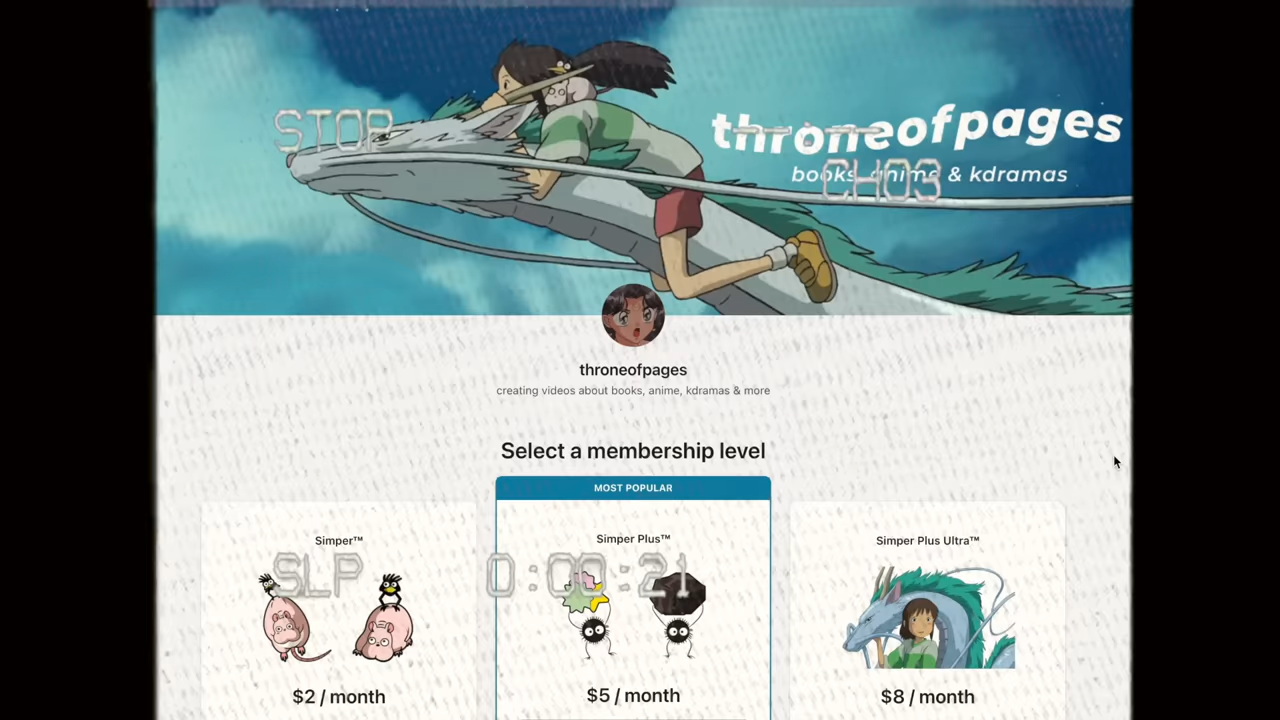 STOP
throneofpages
CH03
books, anime & kdramas
throneofpages
creating videos about books, anime, kdramas & more
Select a membership level
MOST POPULAR
Simper™
Simper Plus™
Simper Plus Ultra™
SLP 0:00:21
$2 / month
$5 / month
$8 / month